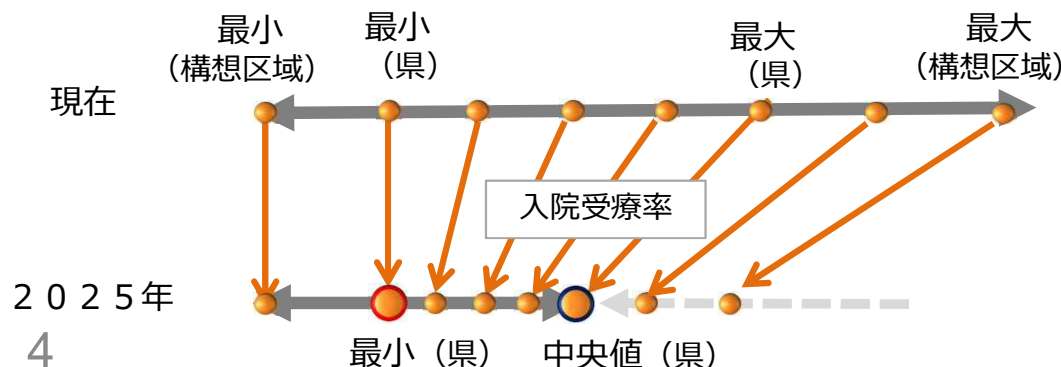 最小
（構想区域）
最小
（県）
最大
（県）
最大
（構想区域）
現在
入院受療率
２０25年
4
最小（県）
中央値（県）